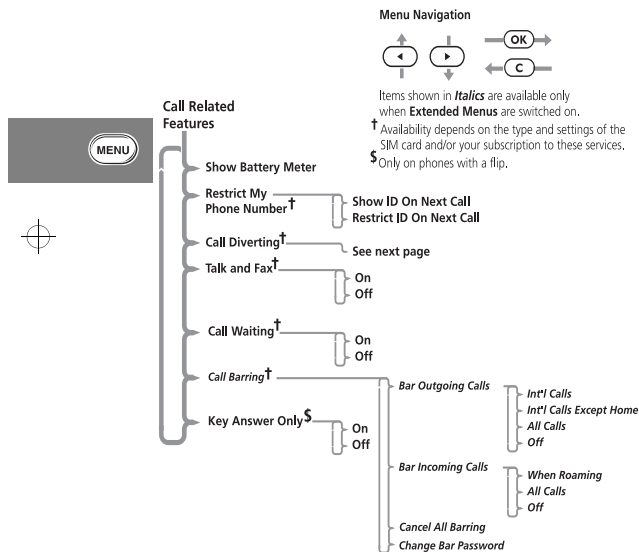 Menu Navigation
OK
C
Items shown in Italics are available only
when Extended Menus are switched on.
† Availability depends on the type and settings of the
SIM card and/or your subscription to these services.
$ Only on phones with a flip.
MENU
Call Related
Features
Show Battery Meter
Restrict My
Phone Number†
Show ID On Next Call
Restrict ID On Next Call
Call Diverting†
See next page
Talk and Fax†
On
Off
Call Waiting†
On
Off
Call Barring†
Bar Outgoing Calls
Int'l Calls
Int'l Calls Except Home
All Calls
Off
Bar Incoming Calls
When Roaming
All Calls
Off
Cancel All Barring
Change Bar Password
Key Answer Only$
On
Off